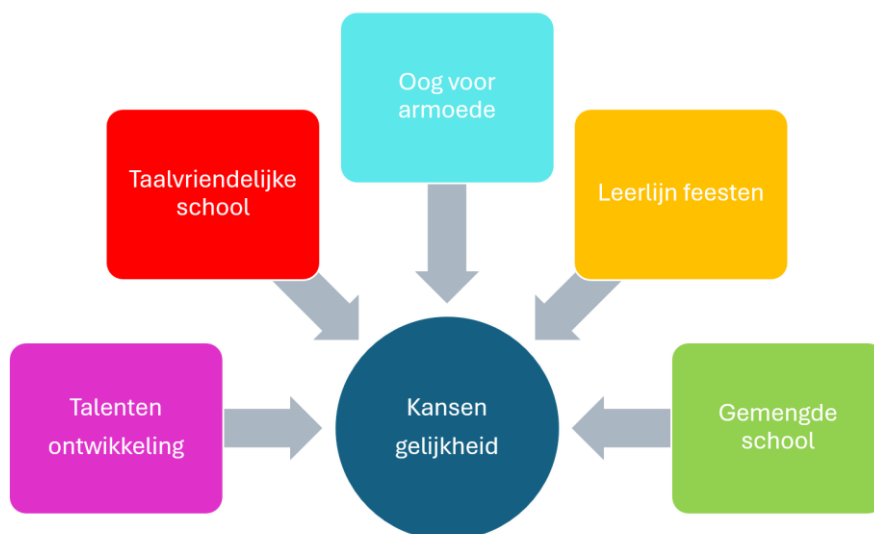 Oog voor
armoede
Taalvriendelijke
school
Leerlijn feesten
Talenten
ontwikkeling
Kansen
gelijkheid
Gemengde
school